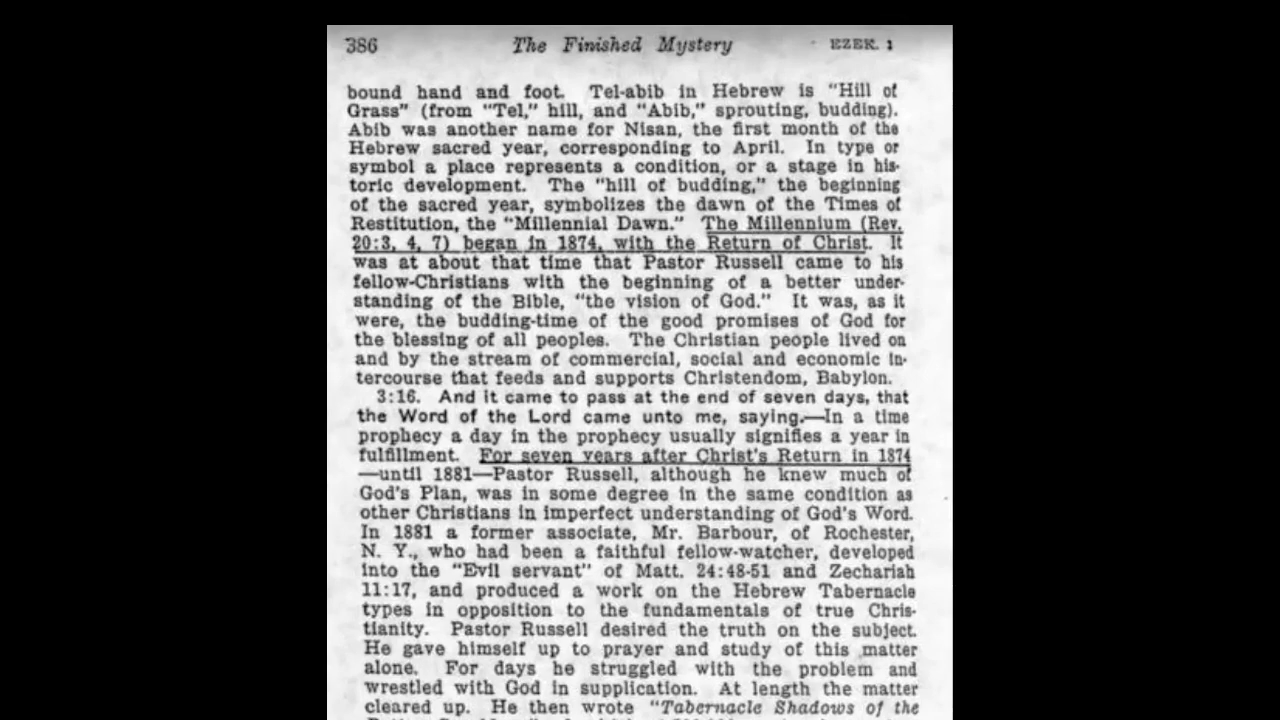 386 The Finished Mystery EZEK. 1
bound hand and foot. Tel-abib in Hebrew is "Hill of
Grass" (from "Tel," hill, and "Abib," sprouting, budding).
Abib was another name for Nisan, the first month of the
Hebrew sacred year, corresponding to April. In type or
symbol a place represents a condition, or a stage in his-
toric development. The "hill of budding," the beginning
of the sacred year, symbolizes the dawn of the Times of
Restitution, the "Millennial Dawn." The Millennium (Rev.
20:3, 4, 7) began in 1874, with the Return of Christ. It
was at about that time that Pastor Russell came to his
fellow-Christians with the beginning of a better under-
standing of the Bible, "the vision of God." It was, as it
were, the budding-time of the good promises of God for
the blessing of all peoples. The Christian people lived on
and by the stream of commercial, social and economic in-
tercourse that feeds and supports Christendom, Babylon.
3:16. And it came to pass at the end of seven days, that
the Word of the Lord came unto me, saying.—In a time
prophecy a day in the prophecy usually signifies a year in
fulfillment. For seven years after Christ's Return in 1874
—until 1881—Pastor Russell, although he knew much of
God's Plan, was in some degree in the same condition as
other Christians in imperfect understanding of God's Word.
In 1881 a former associate, Mr. Barbour, of Rochester,
N. Y., who had been a faithful fellow-watcher, developed
into the "Evil servant" of Matt. 24:48-51 and Zechariah
11:17, and produced a work on the Hebrew Tabernacle
types in opposition to the fundamentals of true Chris-
tianity. Pastor Russell desired the truth on the subject.
He gave himself up to prayer and study of this matter
alone. For days he struggled with the problem and
wrestled with God in supplication. At length the matter
cleared up. He then wrote "Tabernacle Shadows of the